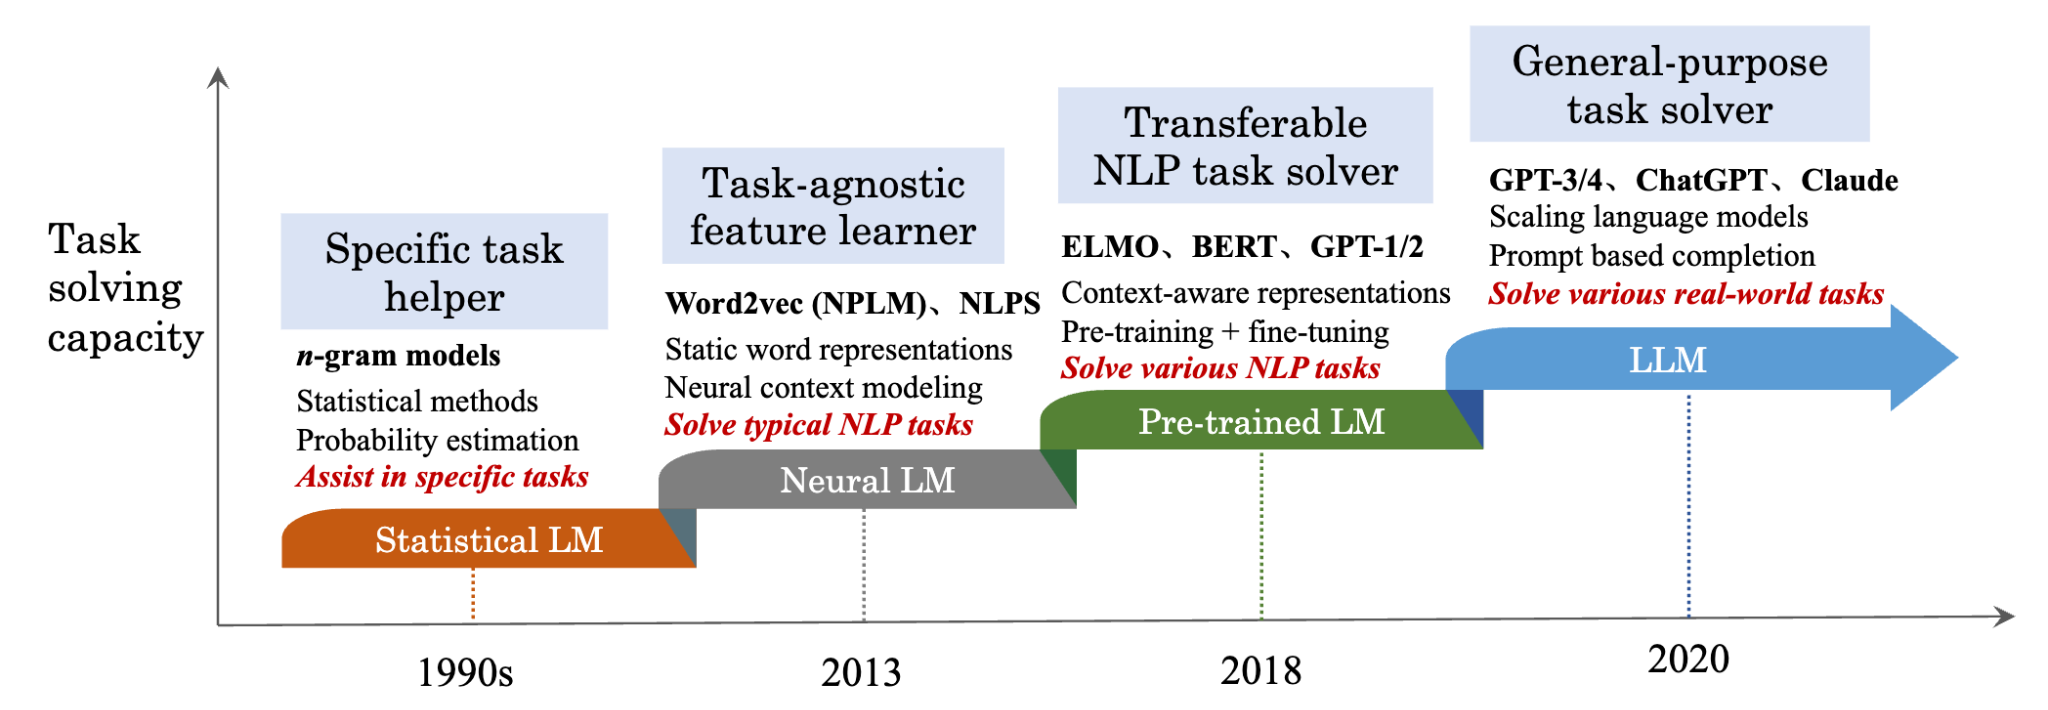 Task
solving
capacity
Specific task
helper
n-gram models
Statistical methods
Probability estimation
Assist in specific tasks
Statistical LM
1990s
Task-agnostic
feature learner
Word2vec (NPLM)、NLPS
Static word representations
Neural context modeling
Solve typical NLP tasks
Neural LM
2013
Transferable
NLP task solver
ELMO、BERT、GPT-1/2
Context-aware representations
Pre-training + fine-tuning
Solve various NLP tasks
Pre-trained LM
2018
General-purpose
task solver
GPT-3/4、ChatGPT、Claude
Scaling language models
Prompt based completion
Solve various real-world tasks
LLM
2020